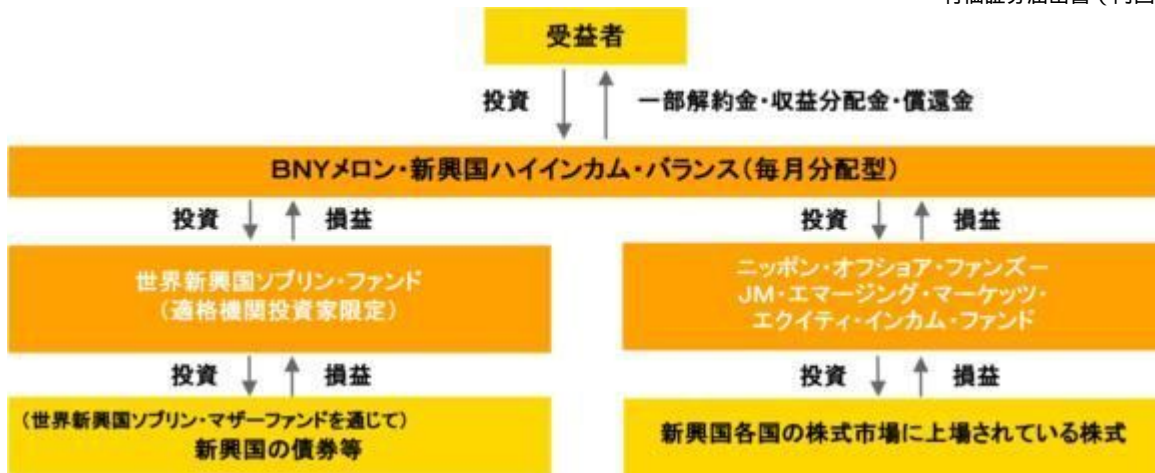 受益者
投資
一部解約金・収益分配金・償還金
BNYメロン・新興国ハイインカム・バランス(毎月分配型)
投資 損益
投資 損益
世界新興国ソブリン・ファンド
(適格機関投資家限定)
ニッポン・オフショア・ファンズー
JM・エマージング・マーケッツ・
エクイティ・インカム・ファンド
投資 損益
投資 損益
(世界新興国ソブリン・マザーファンドを通じて)
新興国の債券等
新興国各国の株式市場に上場されている株式